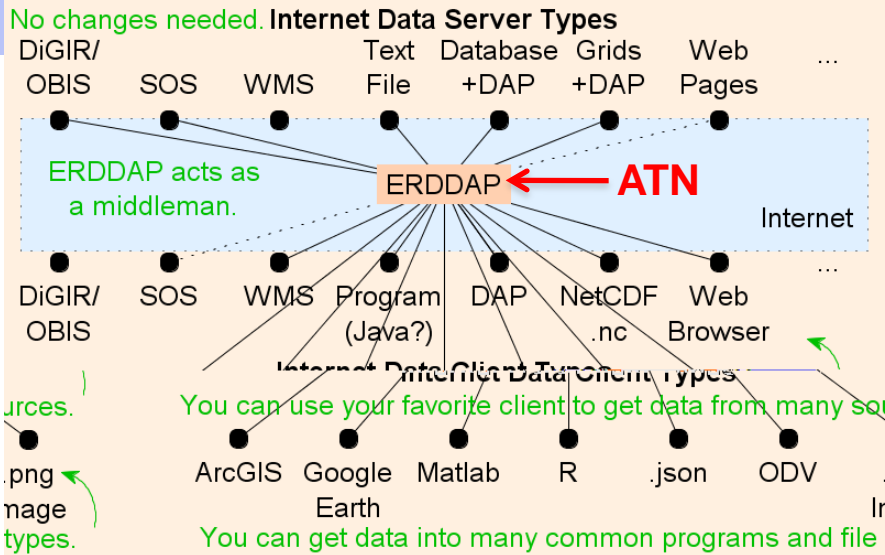 No changes needed. Internet Data Server Types
DiGIR/ Text Database Grids Web
OBIS SOS WMS File +DAP +DAP Pages ...
ERDDAP acts as
a middleman.
ERDDAP ATN
Internet
DiGIR/ SOS WMS Program DAP NetCDF Web ...
OBIS (Java?) .nc Browser
Internet Data Client Types
urces. You can use your favorite client to get data from many sou
.png ArcGIS Google Matlab R .json ODV
mage Earth
types. You can get data into many common programs and file